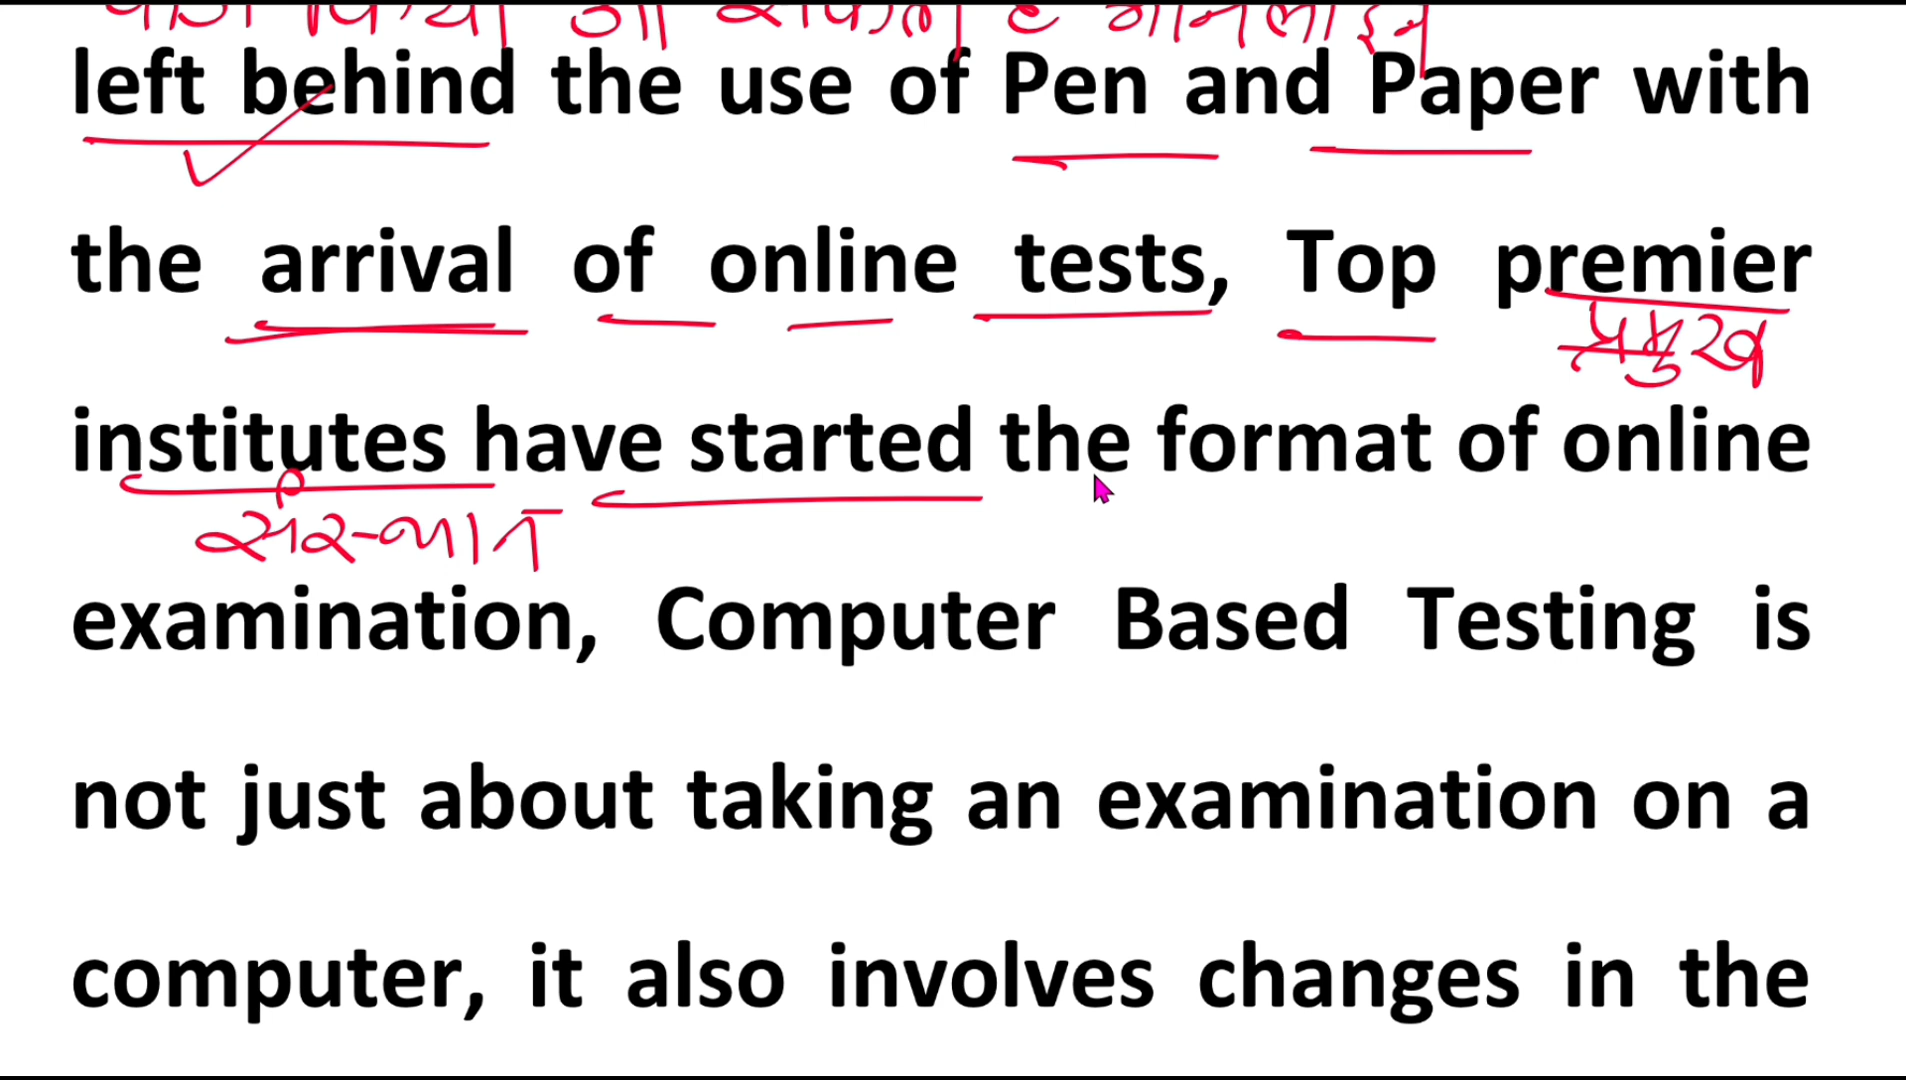 left behind the use of Pen and Paper with
the arrival of online tests, Top premier
प्रमुख
institutes have started the format of online
examination, Computer Based Testing is
not just about taking an examination on a
computer, it also involves changes in the